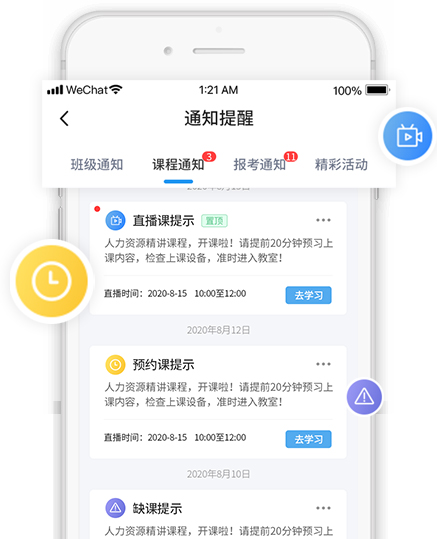 WeChat 1:21 AM 100%
通知提醒
班级通知 课程通知 3 报考通知 11 精彩活动
直播课提示 置顶
人力资源精讲课程，开课啦！请提前20分钟预习上
课内容，检查上课设备，准时进入教室！
直播时间：2020-8-15 10:00至12:00 去学习
2020年8月12日
预约课提示
人力资源精讲课程，开课啦！请提前20分钟预习上
课内容，检查上课设备，准时进入教室！
直播时间：2020-8-15 10:00至12:00 去学习
2020年8月10日
缺课提示
人力资源精讲课程，开课啦！请提前20分钟预习上